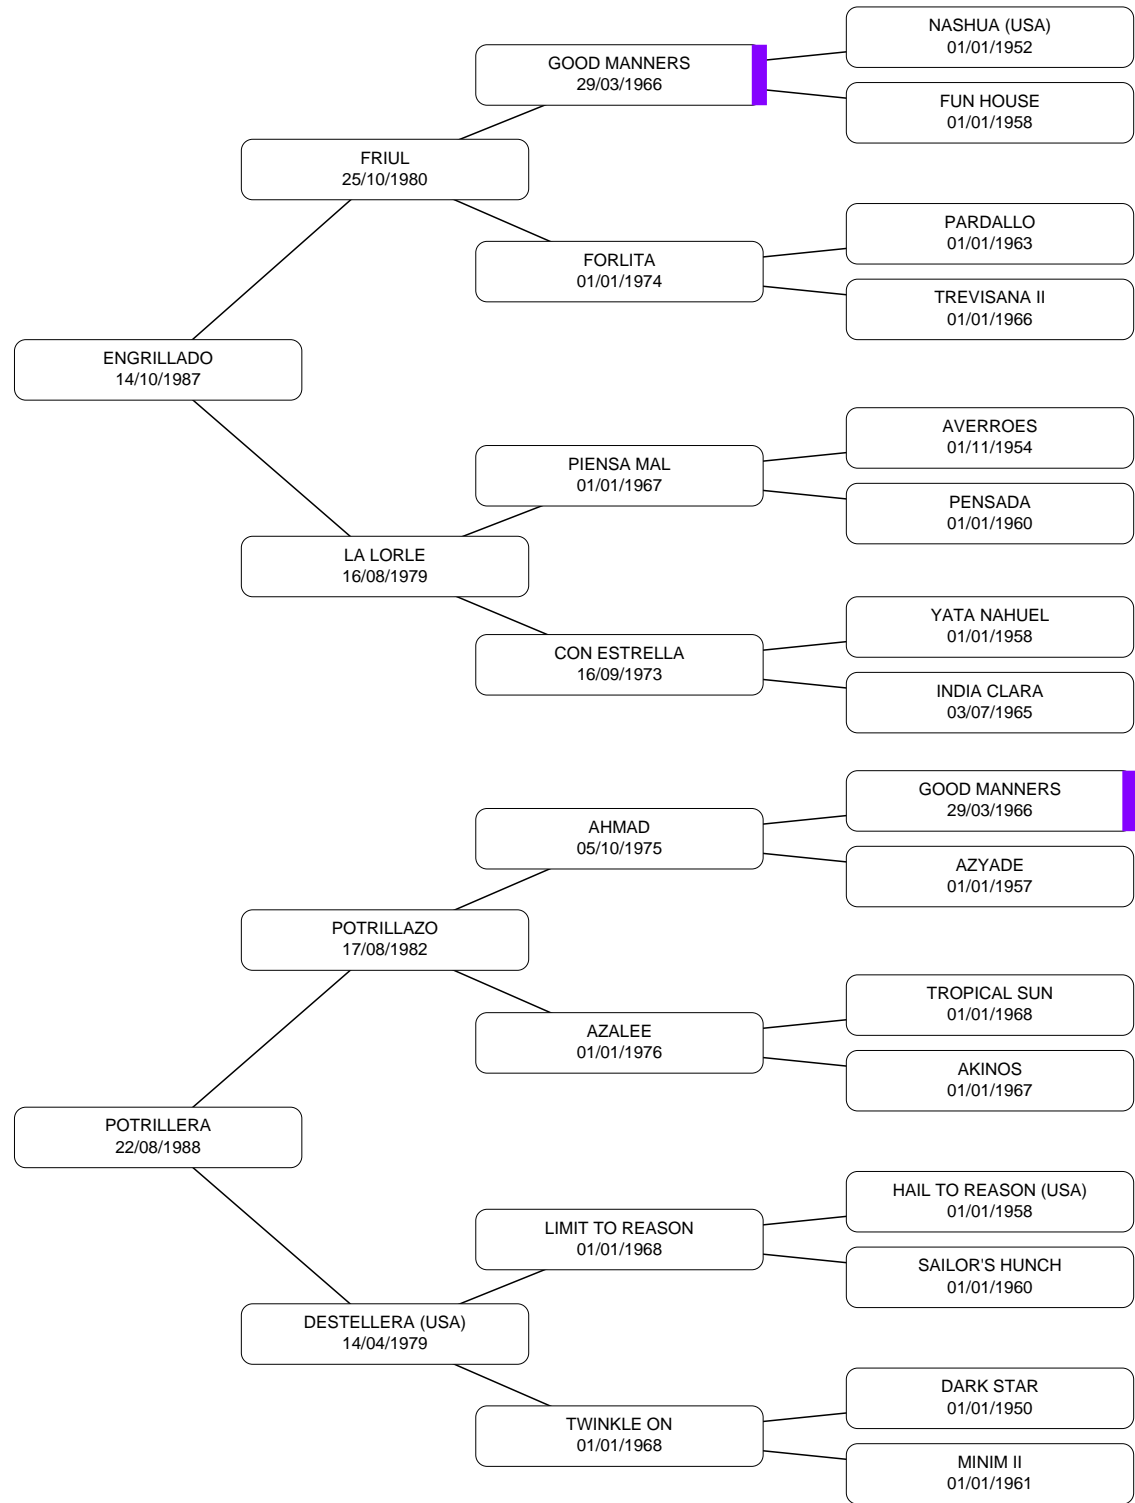 NASHUA (USA)
01/01/1952
GOOD MANNERS
29/03/1966
FUN HOUSE
01/01/1958
FRIUL
25/10/1980
PARDALLO
01/01/1963
FORLITA
01/01/1974
TREVISANA II
01/01/1966
ENGRILLADO
14/10/1987
AVERROES
01/11/1954
PIENSA MAL
01/01/1967
PENSADA
01/01/1960
LA LORLE
16/08/1979
YATA NAHUEL
01/01/1958
CON ESTRELLA
16/09/1973
INDIA CLARA
03/07/1965
GOOD MANNERS
29/03/1966
AHMAD
05/10/1975
AZYADE
01/01/1957
POTRILLAZO
17/08/1982
TROPICAL SUN
01/01/1968
AZALEE
01/01/1976
AKINOS
01/01/1967
POTRILLERA
22/08/1988
HAIL TO REASON (USA)
01/01/1958
LIMIT TO REASON
01/01/1968
SAILOR'S HUNCH
01/01/1960
DESTELLERA (USA)
14/04/1979
DARK STAR
01/01/1950
TWINKLE ON
01/01/1968
MINIM II
01/01/1961